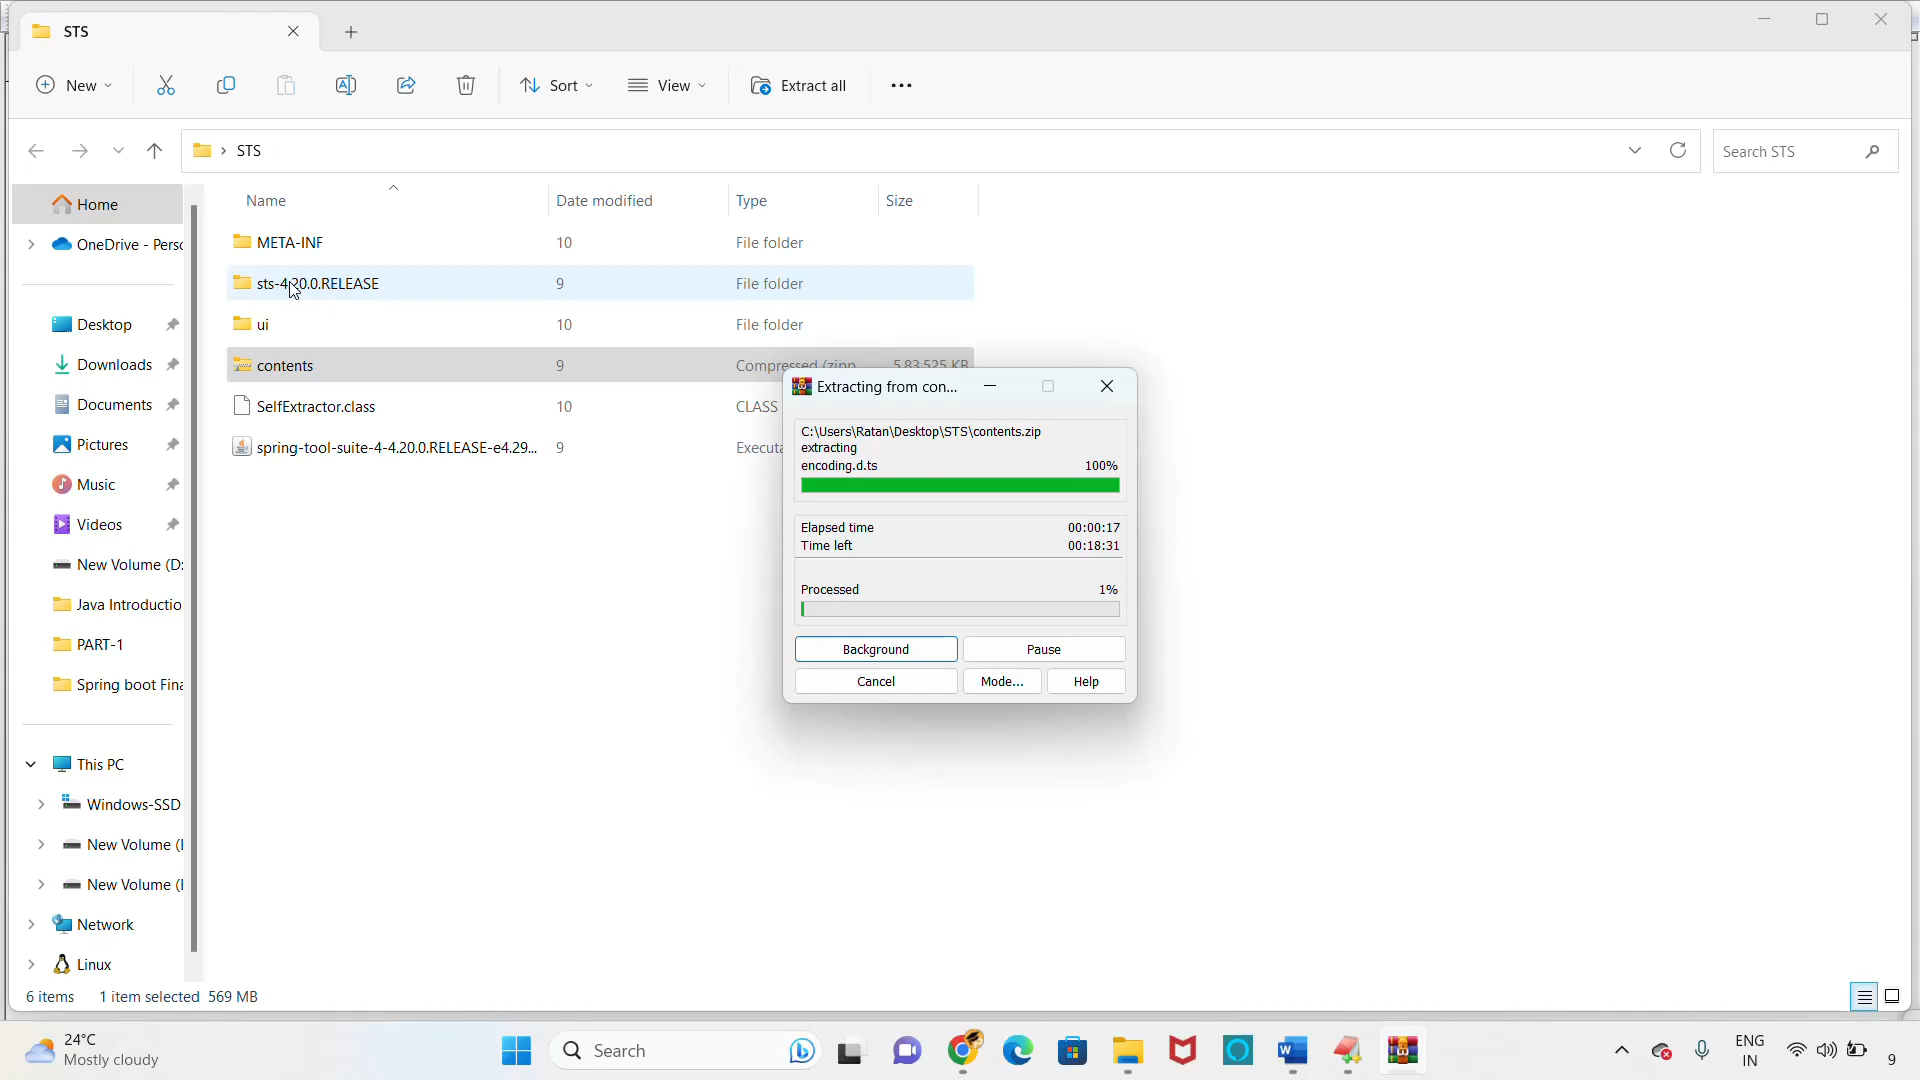 STS
New
Sort
View
Extract all
STS
Search STS
Name
Date modified
Type
Size
Home
OneDrive - Perso
Desktop
Downloads
Documents
Pictures
Music
Videos
New Volume (D:
Java Introductio
PART-1
Spring boot Fina
This PC
Windows-SSD
New Volume (
New Volume (
Network
Linux
META-INF 10 File folder
sts-4.20.0.RELEASE 9 File folder
ui 10 File folder
contents 9 Compressed (zipp... 5,83,525 KB
SelfExtractor.class 10 CLASS
spring-tool-suite-4-4.20.0.RELEASE-e4.29... 9 Executa
Extracting from con...
C:\Users\Ratan\Desktop\STS\contents.zip
extracting
encoding.d.ts 100%
Elapsed time 00:00:17
Time left 00:18:31
Processed 1%
Background
Pause
Cancel
Mode...
Help
6 items 1 item selected 569 MB
24°C
Mostly cloudy
Search
ENG
IN
9